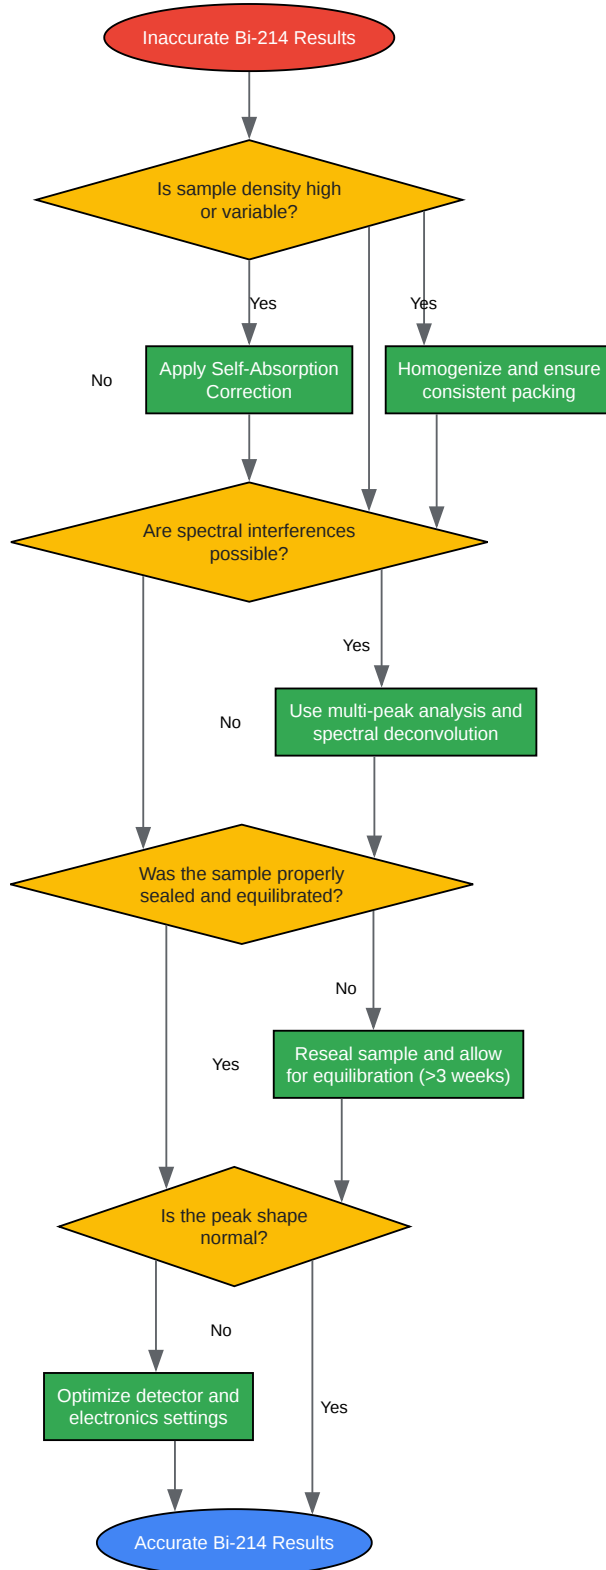 Inaccurate Bi-214 Results
Is sample density high
or variable?
Yes
Yes
No
Apply Self-Absorption
Correction
Homogenize and ensure
consistent packing
Are spectral interferences
possible?
Yes
No
Use multi-peak analysis and
spectral deconvolution
Was the sample properly
sealed and equilibrated?
No
Yes
Reseal sample and allow
for equilibration (>3 weeks)
Is the peak shape
normal?
No
Optimize detector and
electronics settings
Yes
Accurate Bi-214 Results